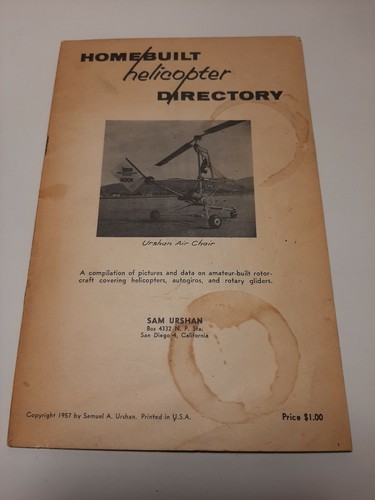 HOMEBUILT
helicopter
DIRECTORY
Urshan Air Chair
A compilation of pictures and data on amateur-built rotor-
craft covering helicopters, autogiros, and rotary gliders.
SAM URSHAN
Box 4332 N. P. Sta.
San Diego 4, California
Copyright 1957 by Samuel A. Urshan. Printed in U.S.A.
Price $1.00